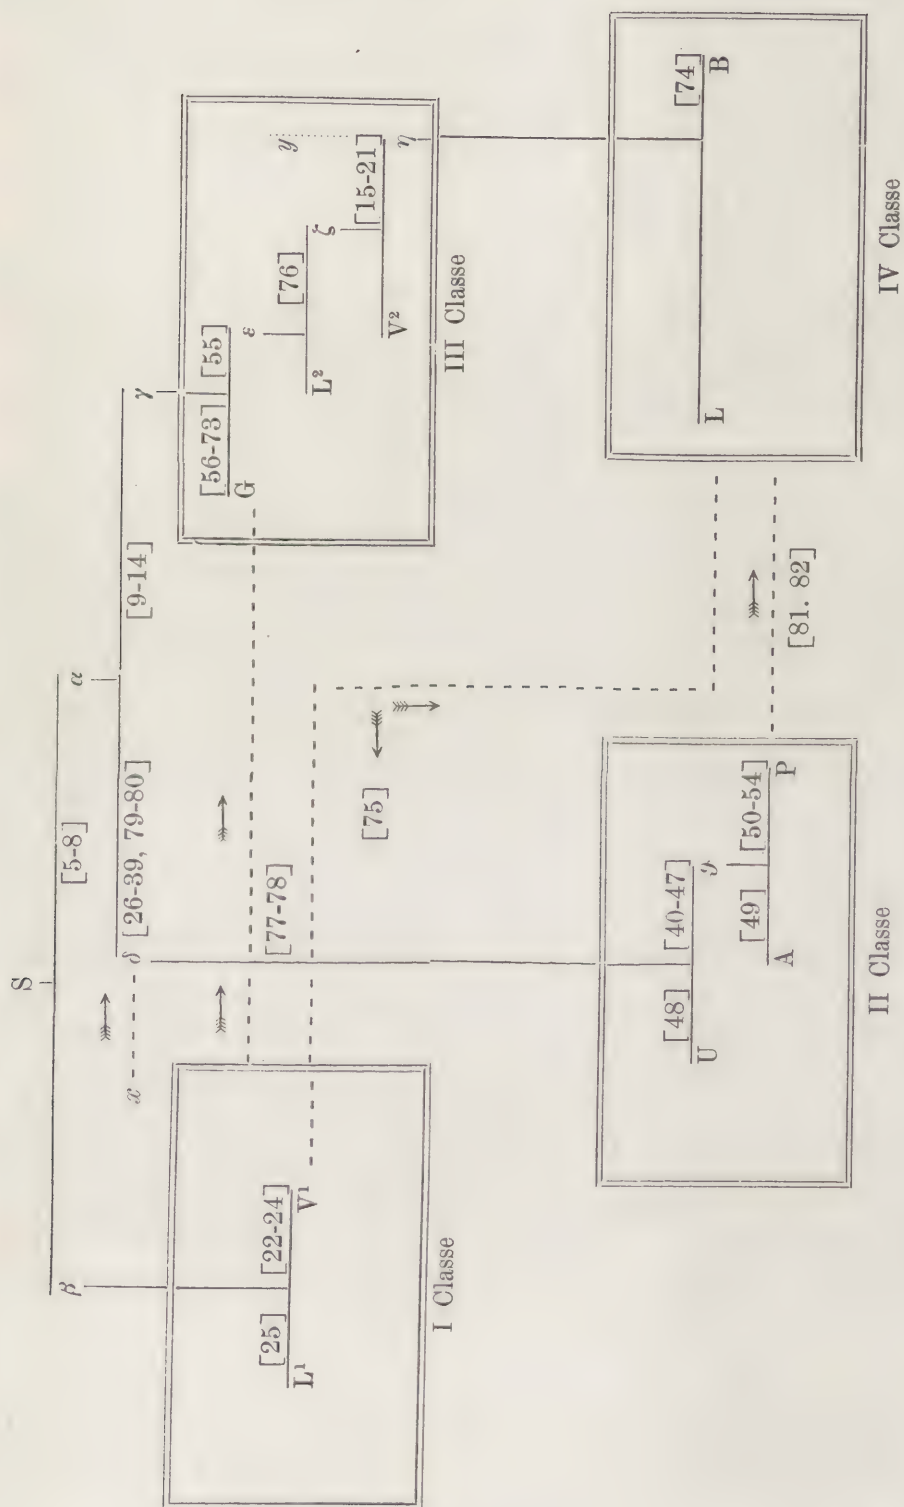 S
[5-8]
β
α
[9-14]
γ
x
δ [26-39, 79-80]
[56-73] [55]
G
ε
y
[77-78]
[25] [22-24]
L¹ V¹
[76]
L² ζ
[15-21]
V² η
[75]
I Classe
III Classe
[48] [40-47]
U ϑ
[74]
L B
[49] [50-54]
A P
[81. 82]
II Classe
IV Classe